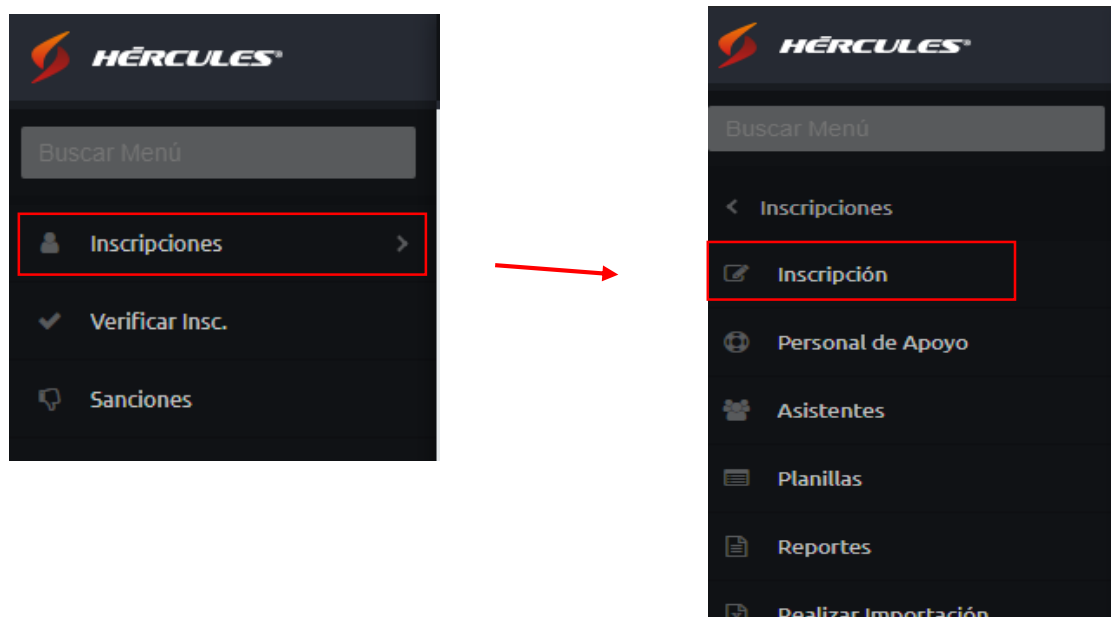 HÉRCULES®
Buscar Menú
Inscripciones
Verificar Insc.
Sanciones
HÉRCULES®
Buscar Menú
Inscripciones
Inscripción
Personal de Apoyo
Asistentes
Planillas
Reportes
Realizar Importación